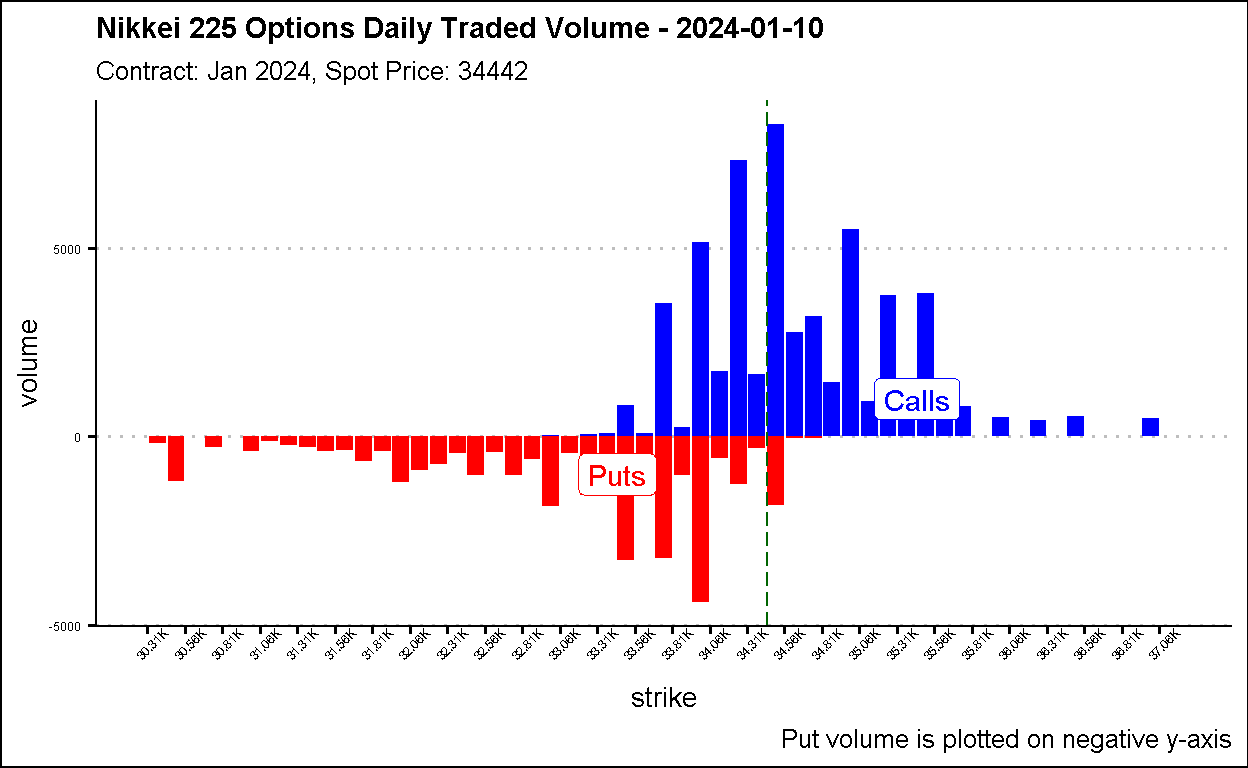 Nikkei 225 Options Daily Traded Volume - 2024-01-10
Contract: Jan 2024, Spot Price: 34442
volume
5000
0
-5000
Calls
Puts
30.31K 30.56K 30.81K 31.06K 31.31K 31.56K 31.81K 32.06K 32.31K 32.56K 32.81K 33.06K 33.31K 33.56K 33.81K 34.06K 34.31K 34.56K 34.81K 35.06K 35.31K 35.56K 35.81K 36.06K 36.31K 36.56K 36.81K 37.06K
strike
Put volume is plotted on negative y-axis